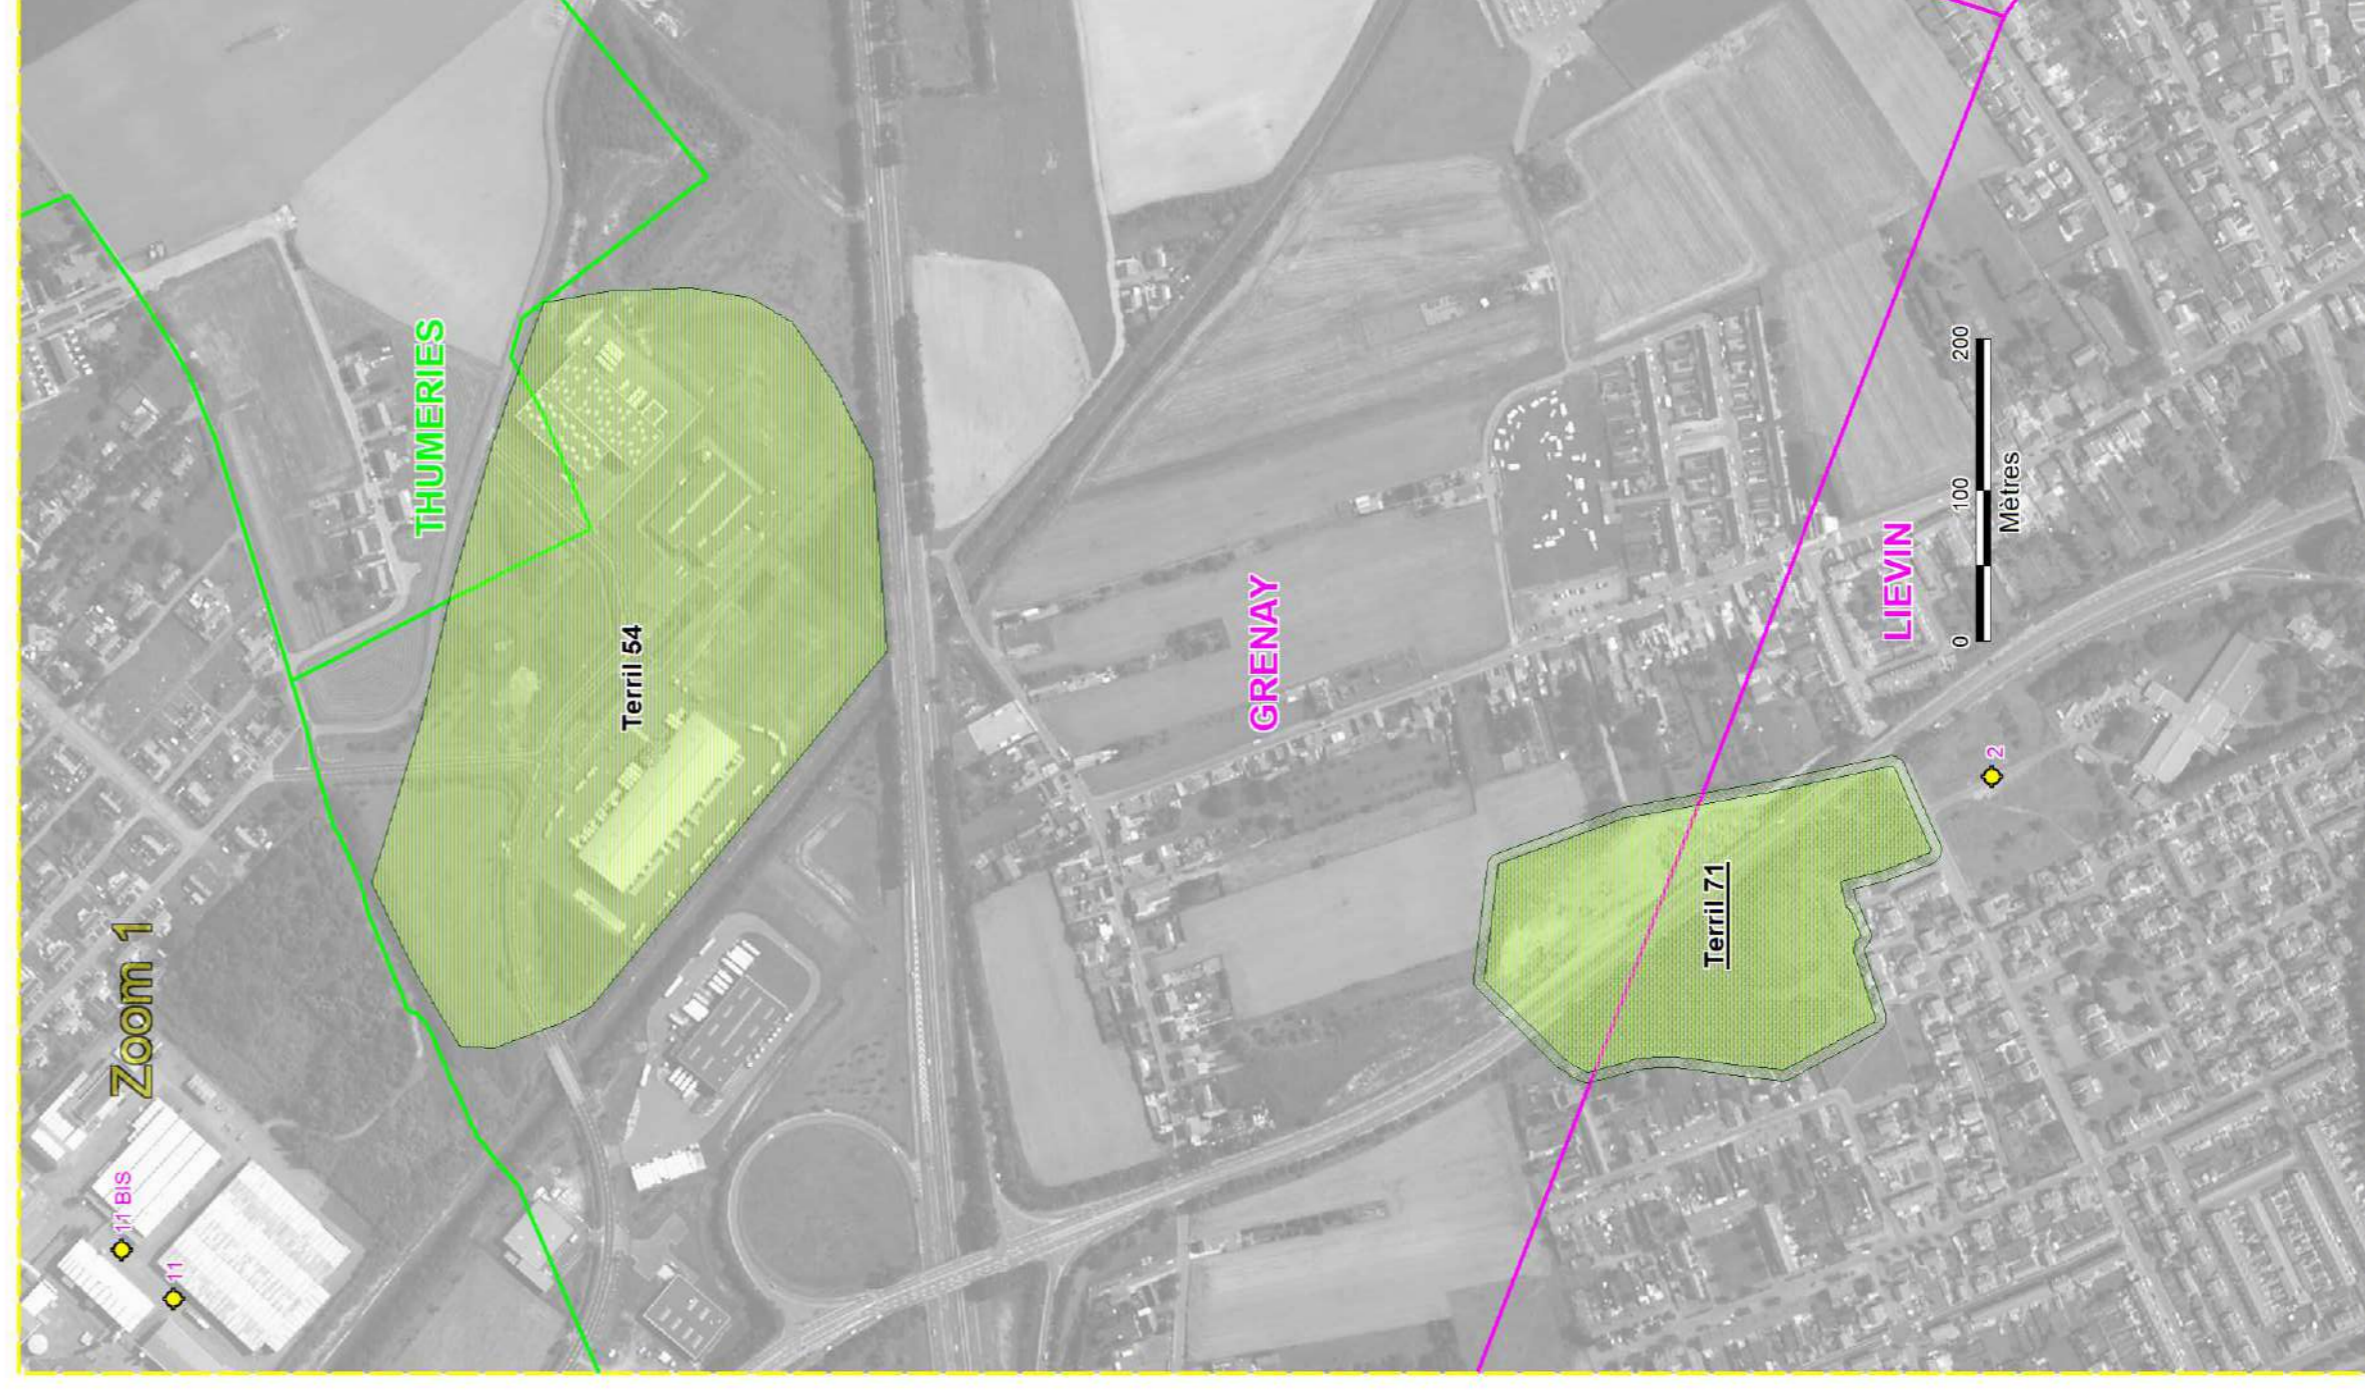 Zoom 1
11 BIS
11
THUMERIES
Terril 54
GRENAY
Terril 71
LIEVIN
2
0 100 200
Mètres